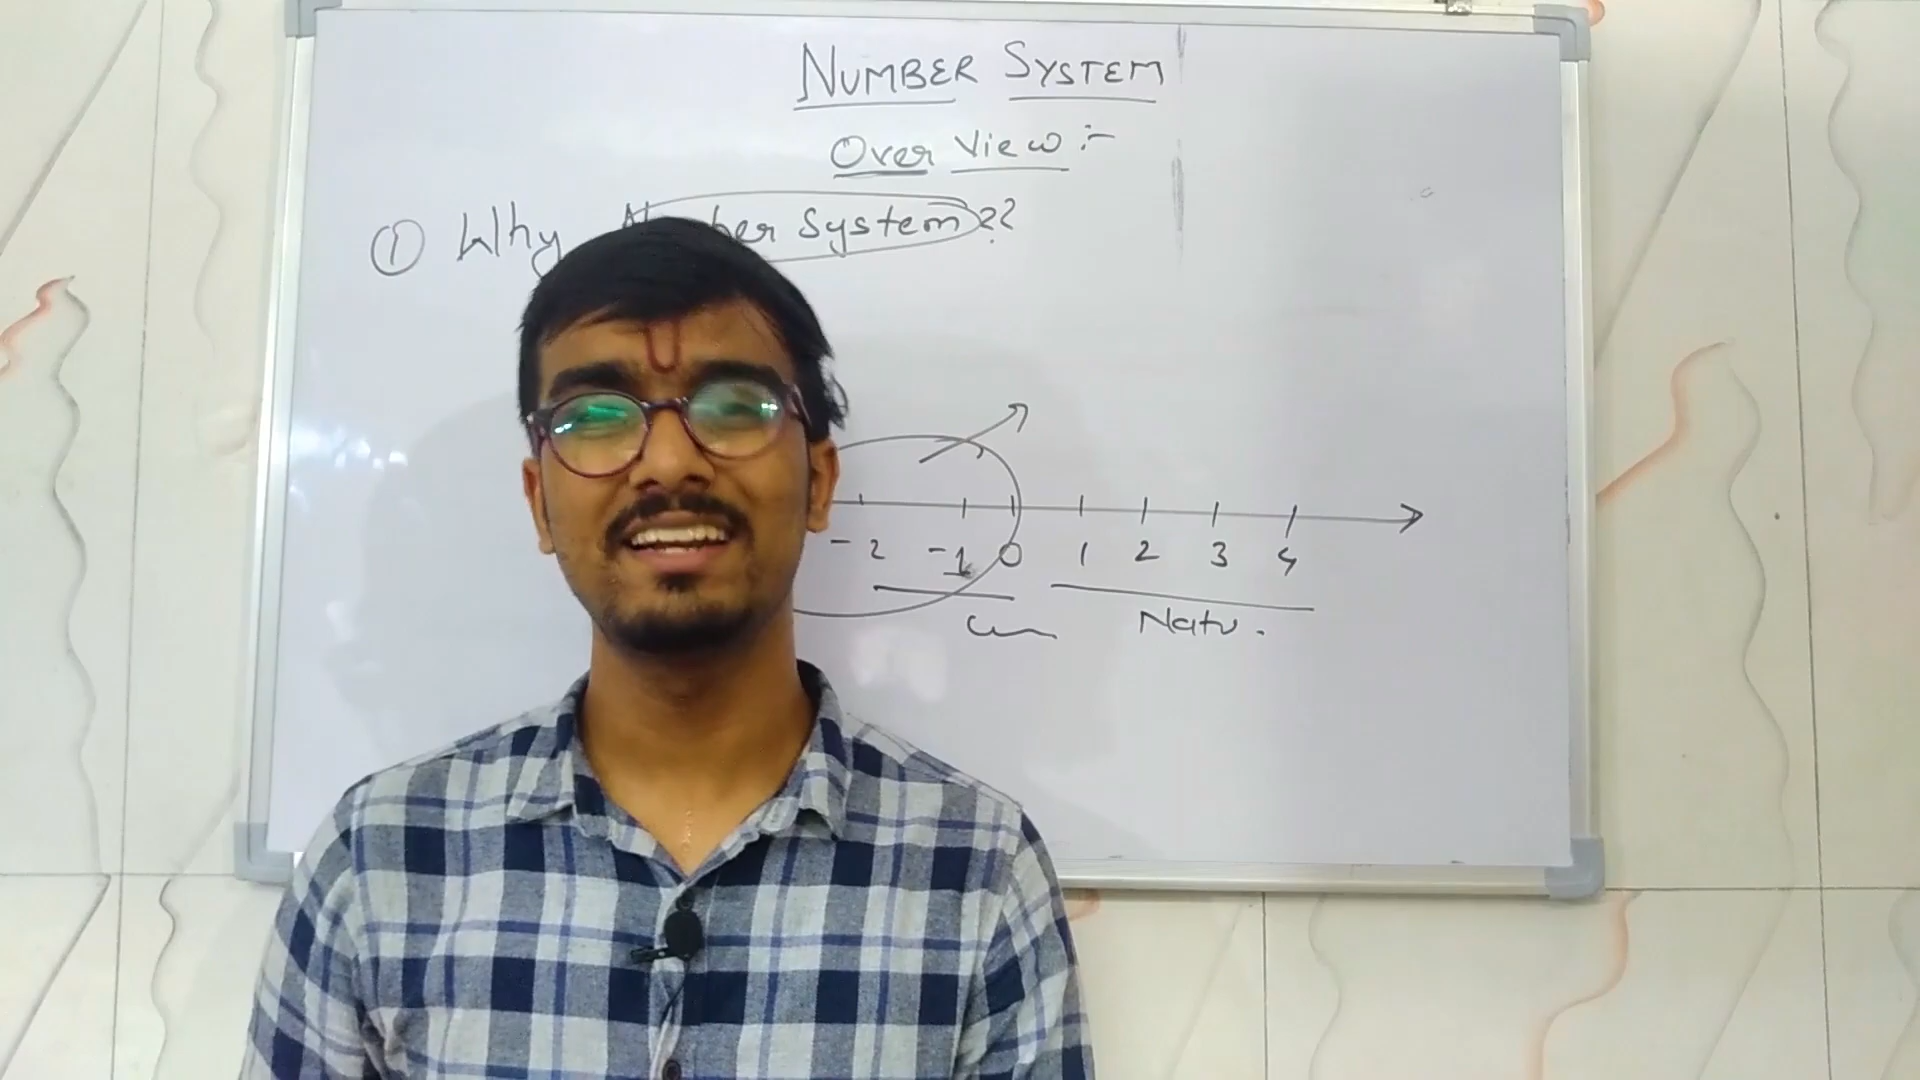 NUMBER SYSTEM
Over View :-
① Why Number System ??
-2 -1 0 1 2 3 4
Natu.